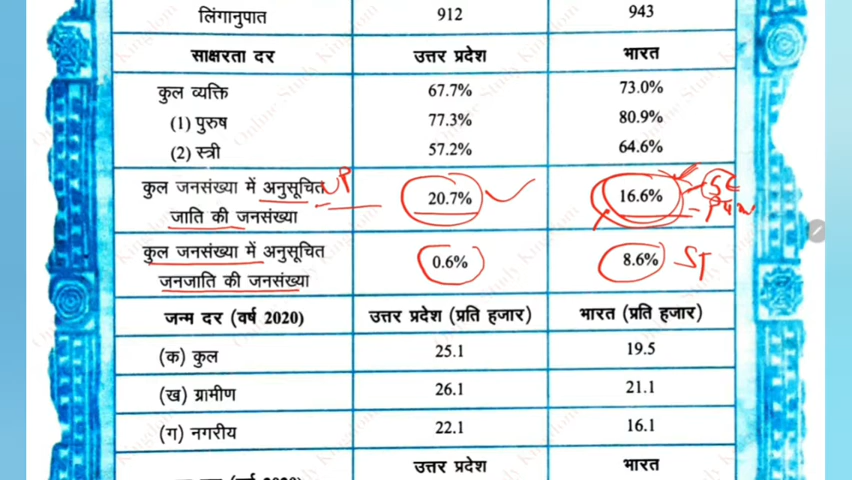 लिंगानुपात 912 943
साक्षरता दर उत्तर प्रदेश भारत
कुल व्यक्ति 67.7% 73.0%
(1) पुरुष 77.3% 80.9%
(2) स्त्री 57.2% 64.6%
कुल जनसंख्या में अनुसूचित UP 20.7% 16.6% SC
जाति की जनसंख्या
कुल जनसंख्या में अनुसूचित 0.6% 8.6% ST
जनजाति की जनसंख्या
जन्म दर (वर्ष 2020) उत्तर प्रदेश (प्रति हजार) भारत (प्रति हजार)
(क) कुल 25.1 19.5
(ख) ग्रामीण 26.1 21.1
(ग) नगरीय 22.1 16.1
उत्तर प्रदेश भारत